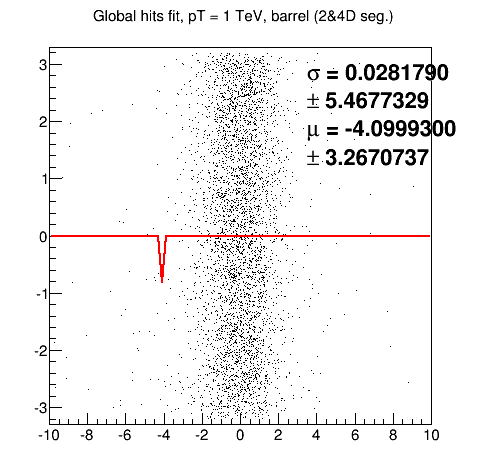 Global hits fit, pT = 1 TeV, barrel (2&4D seg.)
σ = 0.0281790
± 5.4677329
μ = -4.0999300
± 3.2670737
3
2
1
0
-1
-2
-3
-10 -8 -6 -4 -2 0 2 4 6 8 10